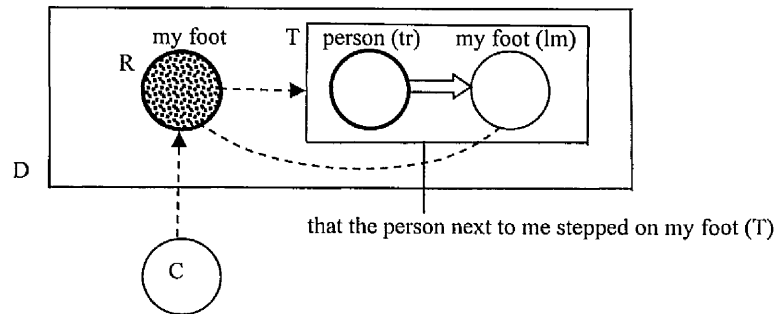 my foot
T
person (tr)
my foot (lm)
R
D
that the person next to me stepped on my foot (T)
C